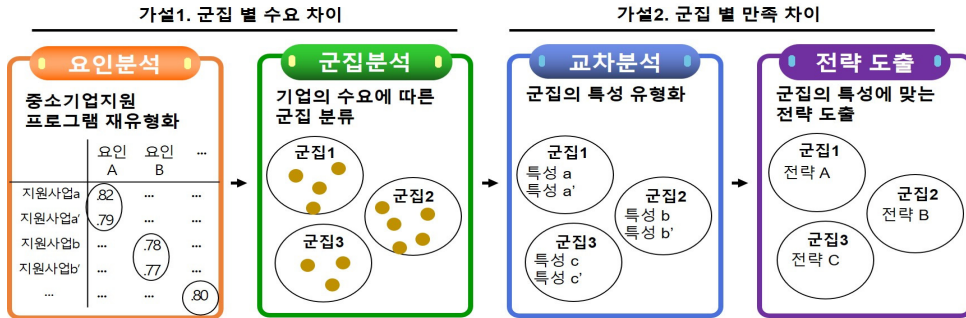 가설1. 군집 별 수요 차이
가설2. 군집 별 만족 차이
요인분석
중소기업지원
프로그램 재유형화
요인 요인 ...
A B
지원사업a .82 ... ...
지원사업a' .79 ... ...
지원사업b ... .78 ...
지원사업b' ... .77 ...
... ... ... .80
군집분석
기업의 수요에 따른
군집 분류
군집1
군집2
군집3
교차분석
군집의 특성 유형화
군집1
특성 a
특성 a'
군집2
특성 b
특성 b'
군집3
특성 c
특성 c'
전략 도출
군집의 특성에 맞는
전략 도출
군집1
전략 A
군집2
전략 B
군집3
전략 C